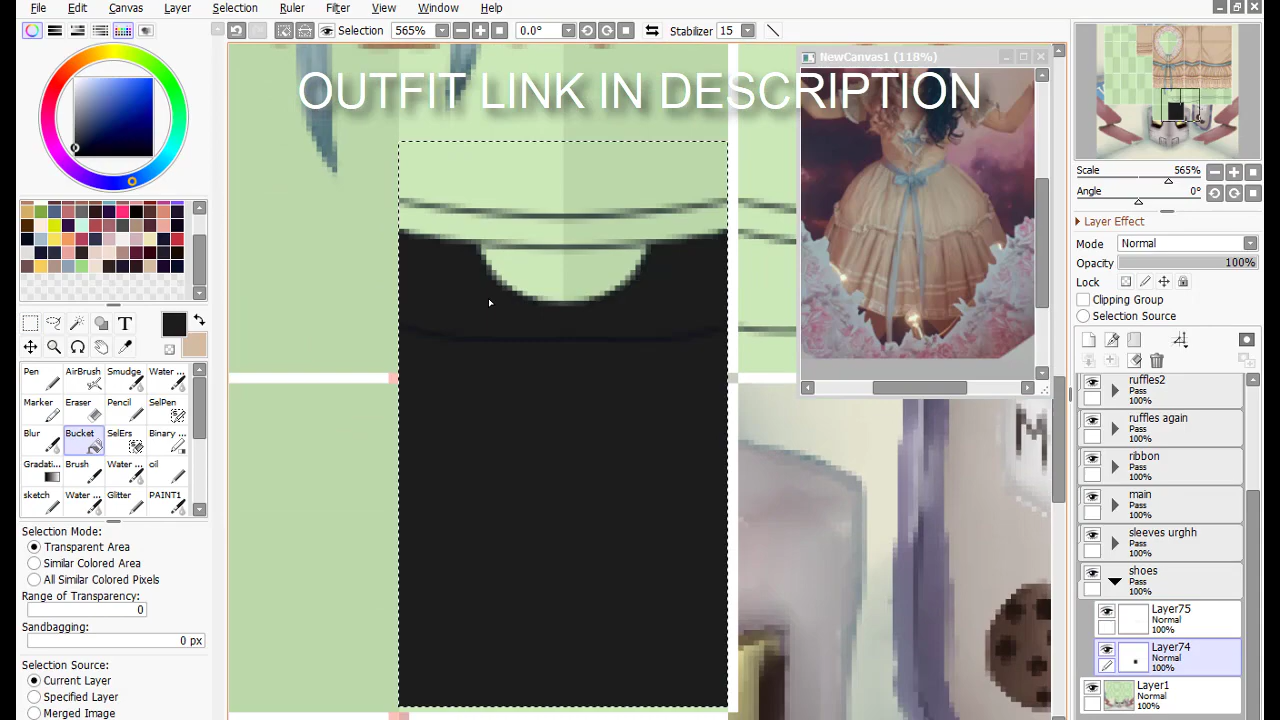 File Edit Canvas Layer Selection Ruler Filter View Window Help
Selection 565% 0.0° Stabilizer 15
NewCanvas1 (118%)
OUTFIT LINK IN DESCRIPTION
T
Pen AirBrush Smudge Water ...
Marker Eraser Pencil SelPen
Blur Bucket SelErs Binary ...
Gradati... Brush Water ... oil
sketch Water ... Glitter PAINT1
Selection Mode:
Transparent Area
Similar Colored Area
All Similar Colored Pixels
Range of Transparency:
0
Sandbagging:
0 px
Selection Source:
Current Layer
Specified Layer
Merged Image
Scale 565%
Angle 0°
Layer Effect
Mode Normal
Opacity 100%
Lock
Clipping Group
Selection Source
ruffles2
Pass
100%
ruffles again
Pass
100%
ribbon
Pass
100%
main
Pass
100%
sleeves urghh
Pass
100%
shoes
Pass
100%
Layer75
Normal
100%
Layer74
Normal
100%
Layer1
Normal
100%